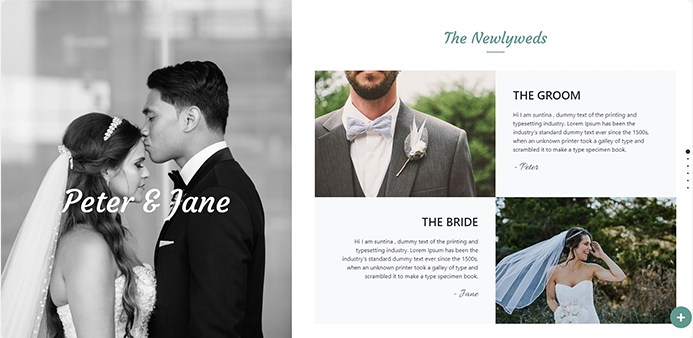 Peter & Jane
The Newlyweds
THE GROOM
Hi I am suntina , dummy text of the printing and
typesetting industry. Lorem Ipsum has been the
industry's standard dummy text ever since the 1500s,
when an unknown printer took a galley of type and
scrambled it to make a type specimen book.
- Peter
THE BRIDE
Hi I am suntina , dummy text of the printing and
typesetting industry. Lorem Ipsum has been the
industry's standard dummy text ever since the 1500s,
when an unknown printer took a galley of type and
scrambled it to make a type specimen book.
- Jane